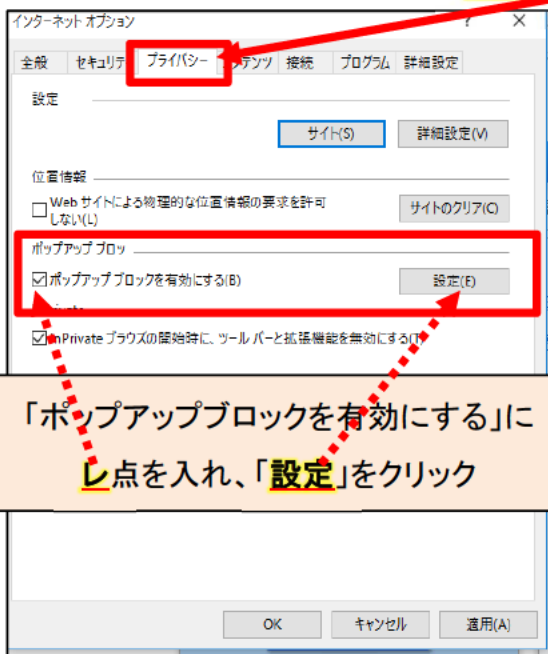 インターネット オプション ? ×
全般 セキュリティ プライバシー コンテンツ 接続 プログラム 詳細設定
設定
サイト(S) 詳細設定(V)
位置情報
Web サイトによる物理的な位置情報の要求を許可
しない(L) サイトのクリア(C)
ポップアップ ブロッ
ポップアップ ブロックを有効にする(B) 設定(E)
InPrivate ブラウズの開始時に、ツール バーと拡張機能を無効にする(T)
「ポップアップブロックを有効にする」に
レ点を入れ、「設定」をクリック
OK キャンセル 適用(A)